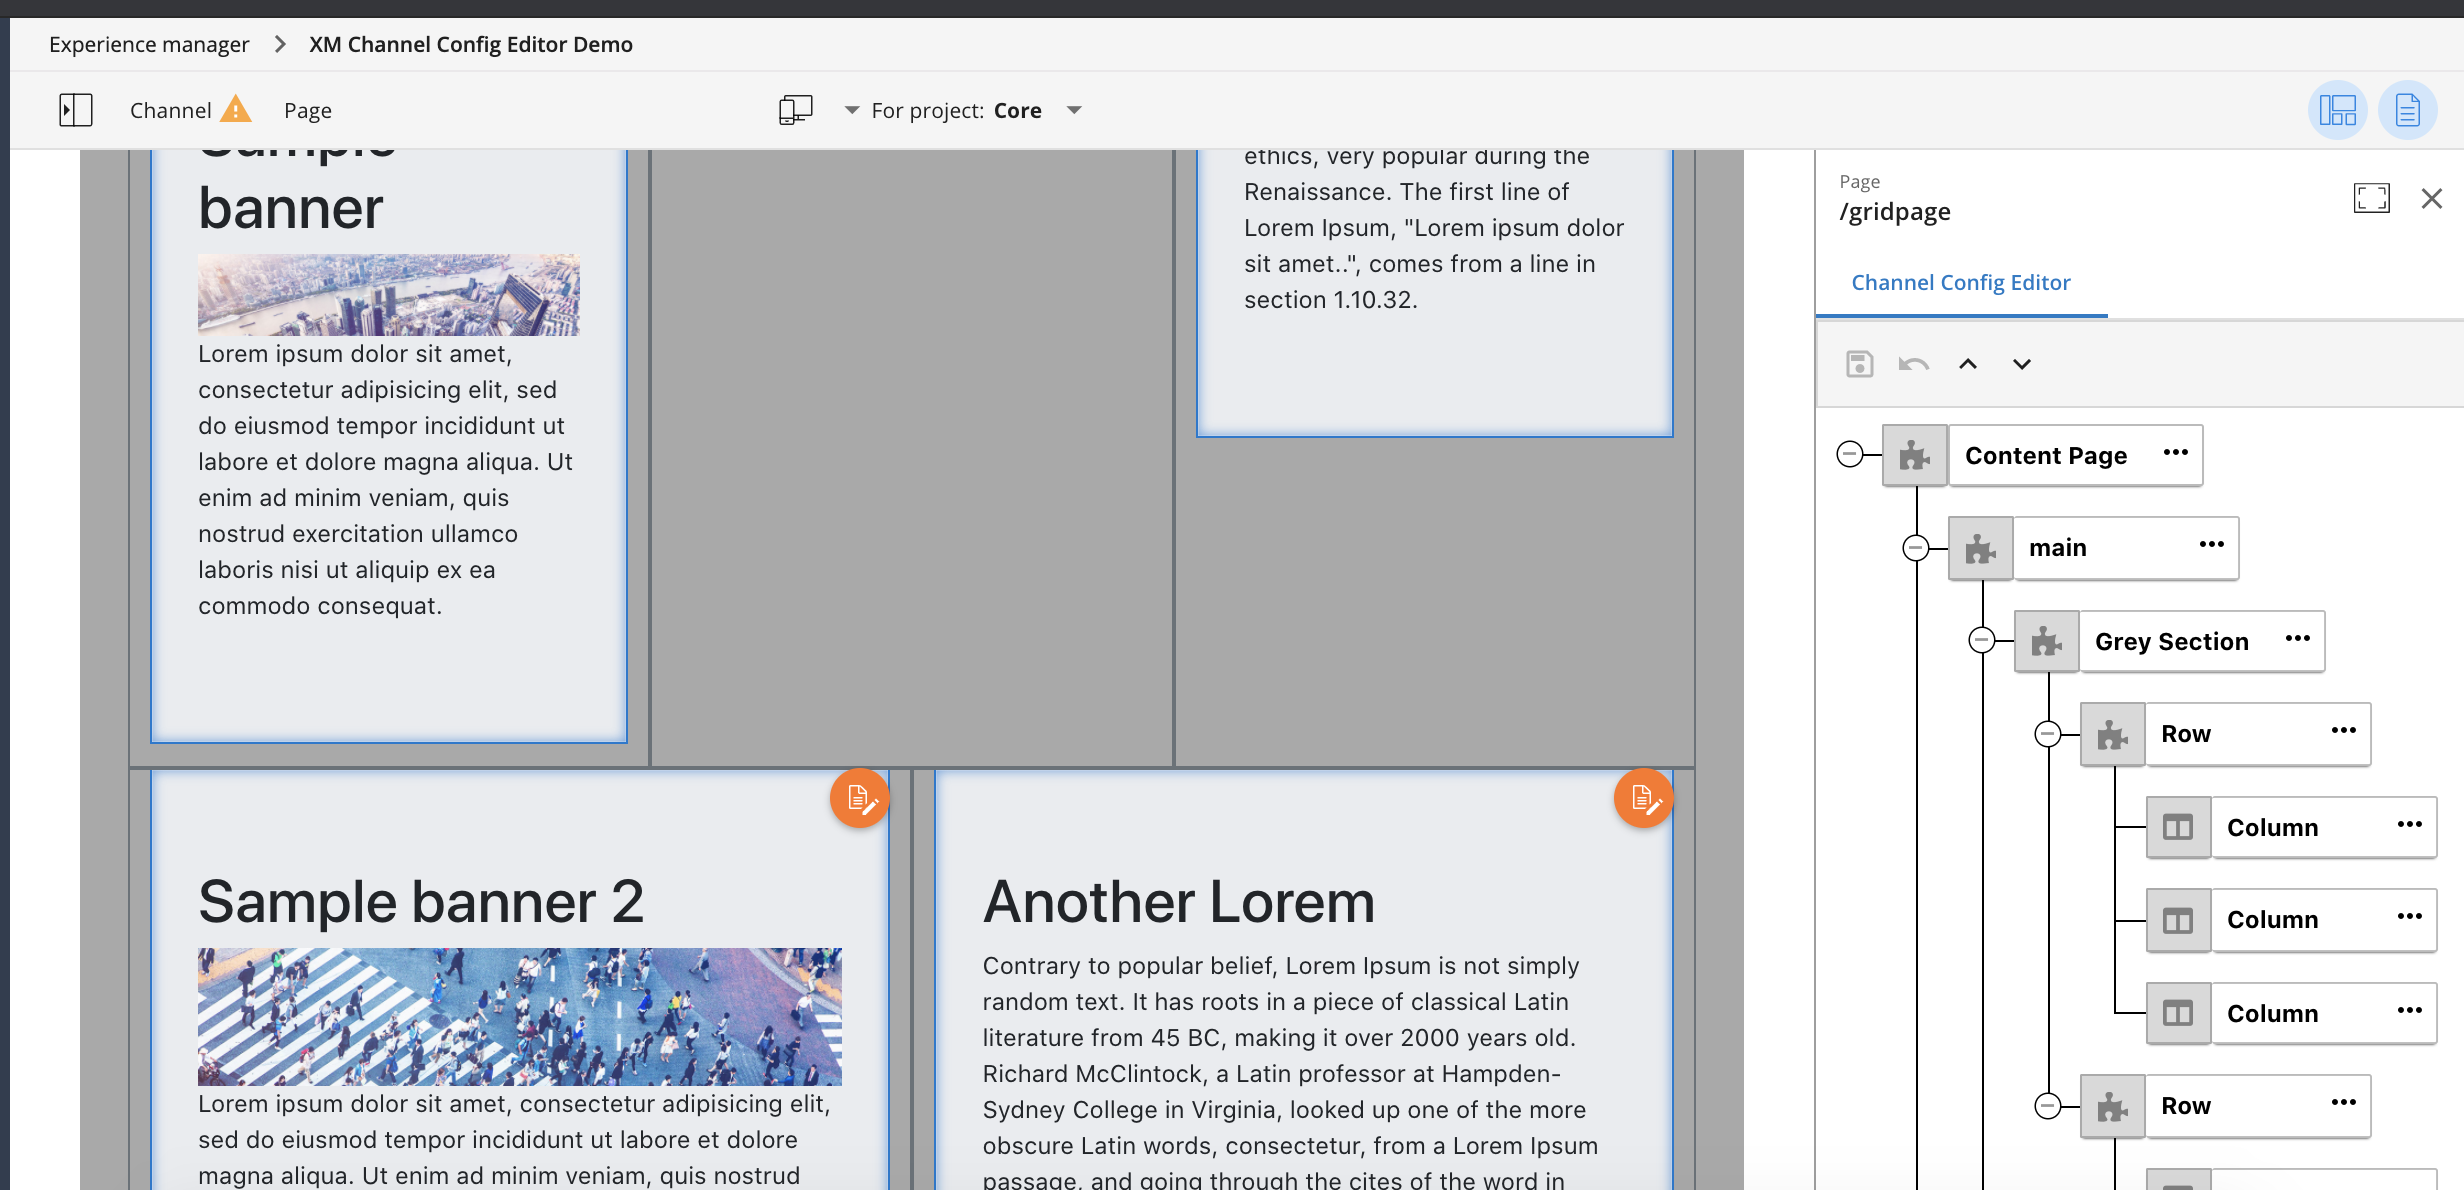 Experience manager > XM Channel Config Editor Demo
Channel Page For project: Core
Sample
banner
Lorem ipsum dolor sit amet,
consectetur adipisicing elit, sed
do eiusmod tempor incididunt ut
labore et dolore magna aliqua. Ut
enim ad minim veniam, quis
nostrud exercitation ullamco
laboris nisi ut aliquip ex ea
commodo consequat.
ethics, very popular during the
Renaissance. The first line of
Lorem Ipsum, "Lorem ipsum dolor
sit amet..", comes from a line in
section 1.10.32.
Sample banner 2
Lorem ipsum dolor sit amet, consectetur adipisicing elit,
sed do eiusmod tempor incididunt ut labore et dolore
magna aliqua. Ut enim ad minim veniam, quis nostrud
Another Lorem
Contrary to popular belief, Lorem Ipsum is not simply
random text. It has roots in a piece of classical Latin
literature from 45 BC, making it over 2000 years old.
Richard McClintock, a Latin professor at Hampden-
Sydney College in Virginia, looked up one of the more
obscure Latin words, consectetur, from a Lorem Ipsum
passage, and going through the cites of the word in
Page
/gridpage
Channel Config Editor
Content Page
main
Grey Section
Row
Column
Column
Column
Row